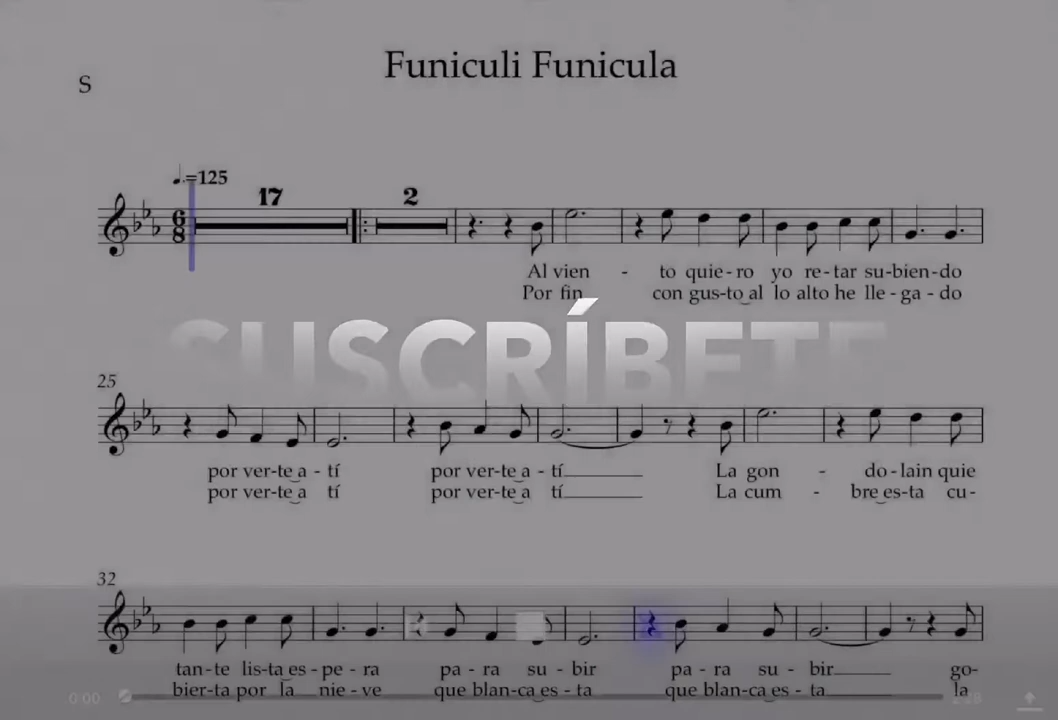 Funiculi Funicula
S
♩.=125
17 2
6
8
Al vien - to quie-ro yo re-tar su-bien-do
Por fin con gus-to al lo alto he lle-ga-do
SUSCRÍBETE
25
por ver-te a - tí por ver-te a - tí La gon - do-lain quie
por ver-te a tí por ver-te a tí La cum - bre es-ta cu-
32
tan-te lis-ta es-pe-ra pa-ra su-bir pa-ra su-bir go-
bier-ta por la nie-ve que blan-ca es-ta que blan-ca es-ta la
0:00